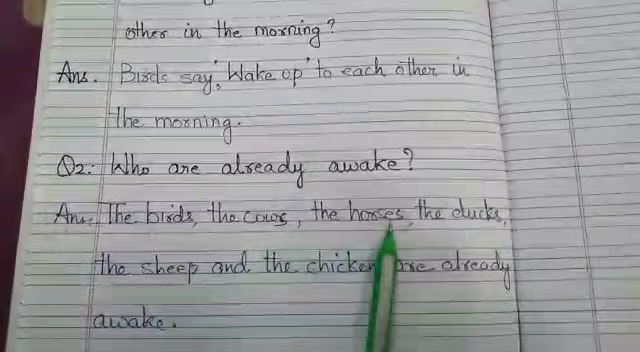 other in the morning?
Ans. Birds say, 'Wake up' to each other in
the morning.
Q2. Who are already awake?
Ans. The birds, the cows, the horses, the ducks,
the sheep and the chicken are already
awake.